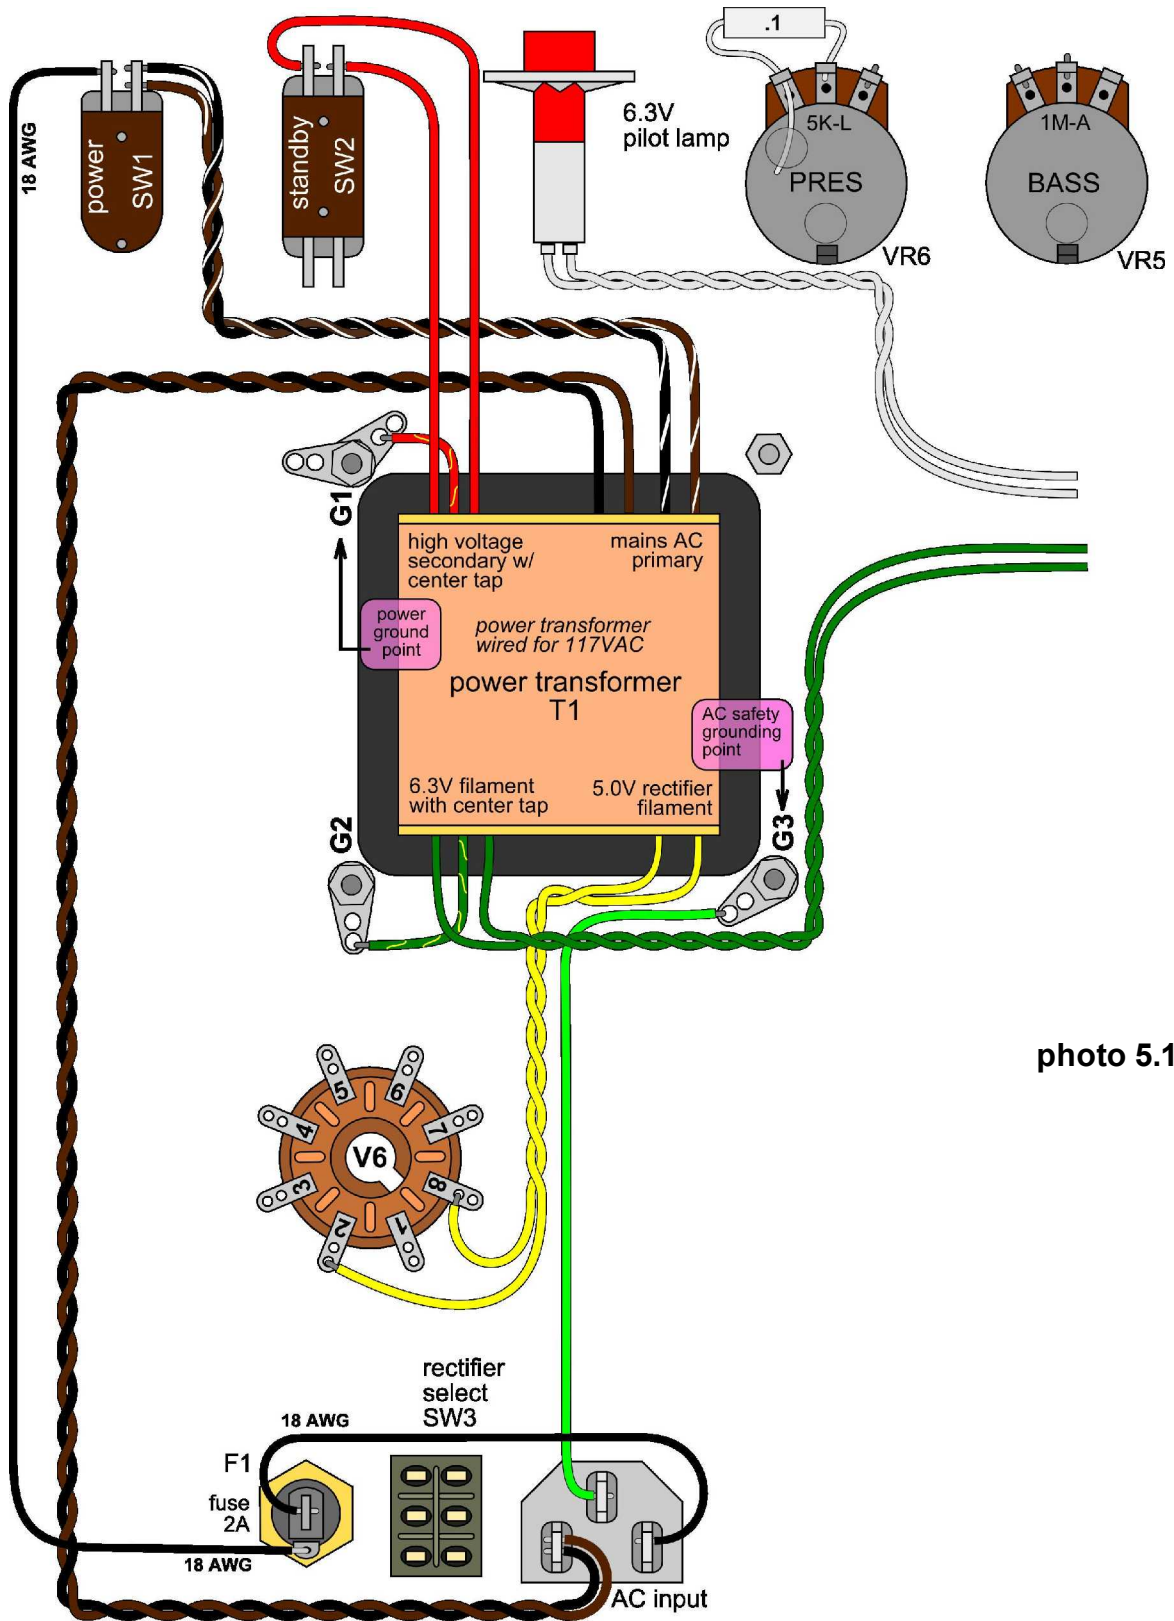 .1
18 AWG
power
SW1
standby
SW2
6.3V
pilot lamp
5K-L
PRES
VR6
1M-A
BASS
VR5
G1
high voltage
secondary w/
center tap
mains AC
primary
power
ground
point
power transformer
wired for 117VAC
power transformer
T1
AC safety
grounding
point
6.3V filament
with center tap
5.0V rectifier
filament
G2
G3
photo 5.1
5
6
4
7
V6
3
8
2
1
rectifier
select
SW3
18 AWG
F1
fuse
2A
18 AWG
AC input